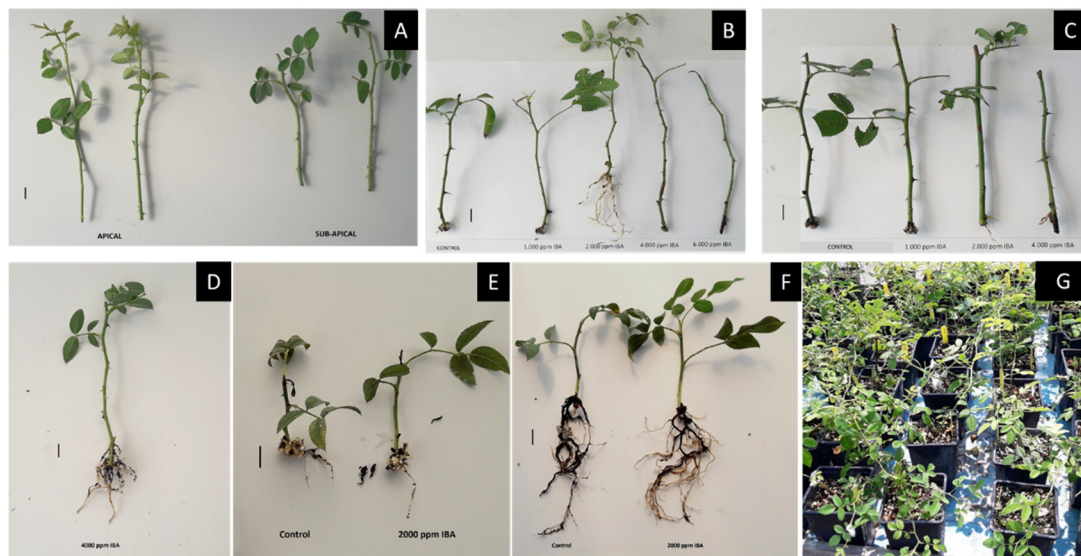 A
APICAL
SUB-APICAL
B
CONTROL
1.000 ppm IBA
2.000 ppm IBA
4.000 ppm IBA
6.000 ppm IBA
C
CONTROL
1.000 ppm IBA
2.000 ppm IBA
4.000 ppm IBA
D
4000 ppm IBA
E
Control
2000 ppm IBA
F
Control
2000 ppm IBA
G